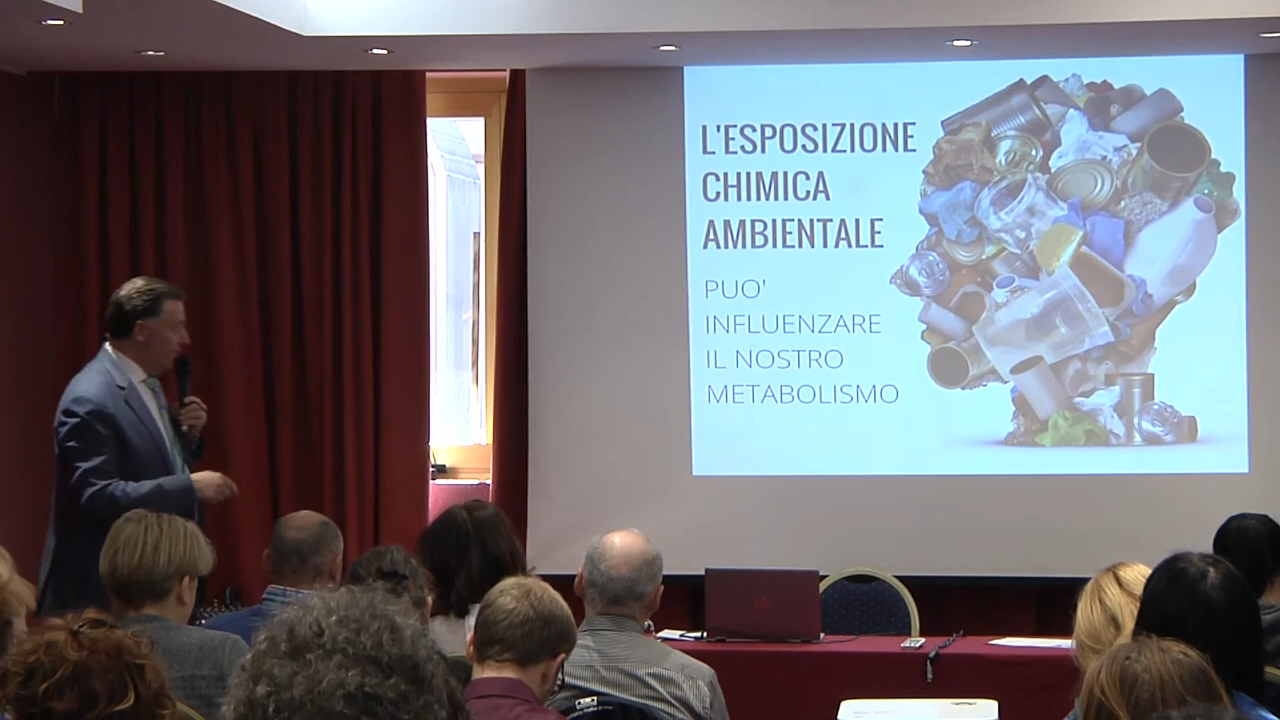 L'ESPOSIZIONE
CHIMICA
AMBIENTALE
PUO'
INFLUENZARE
IL NOSTRO
METABOLISMO